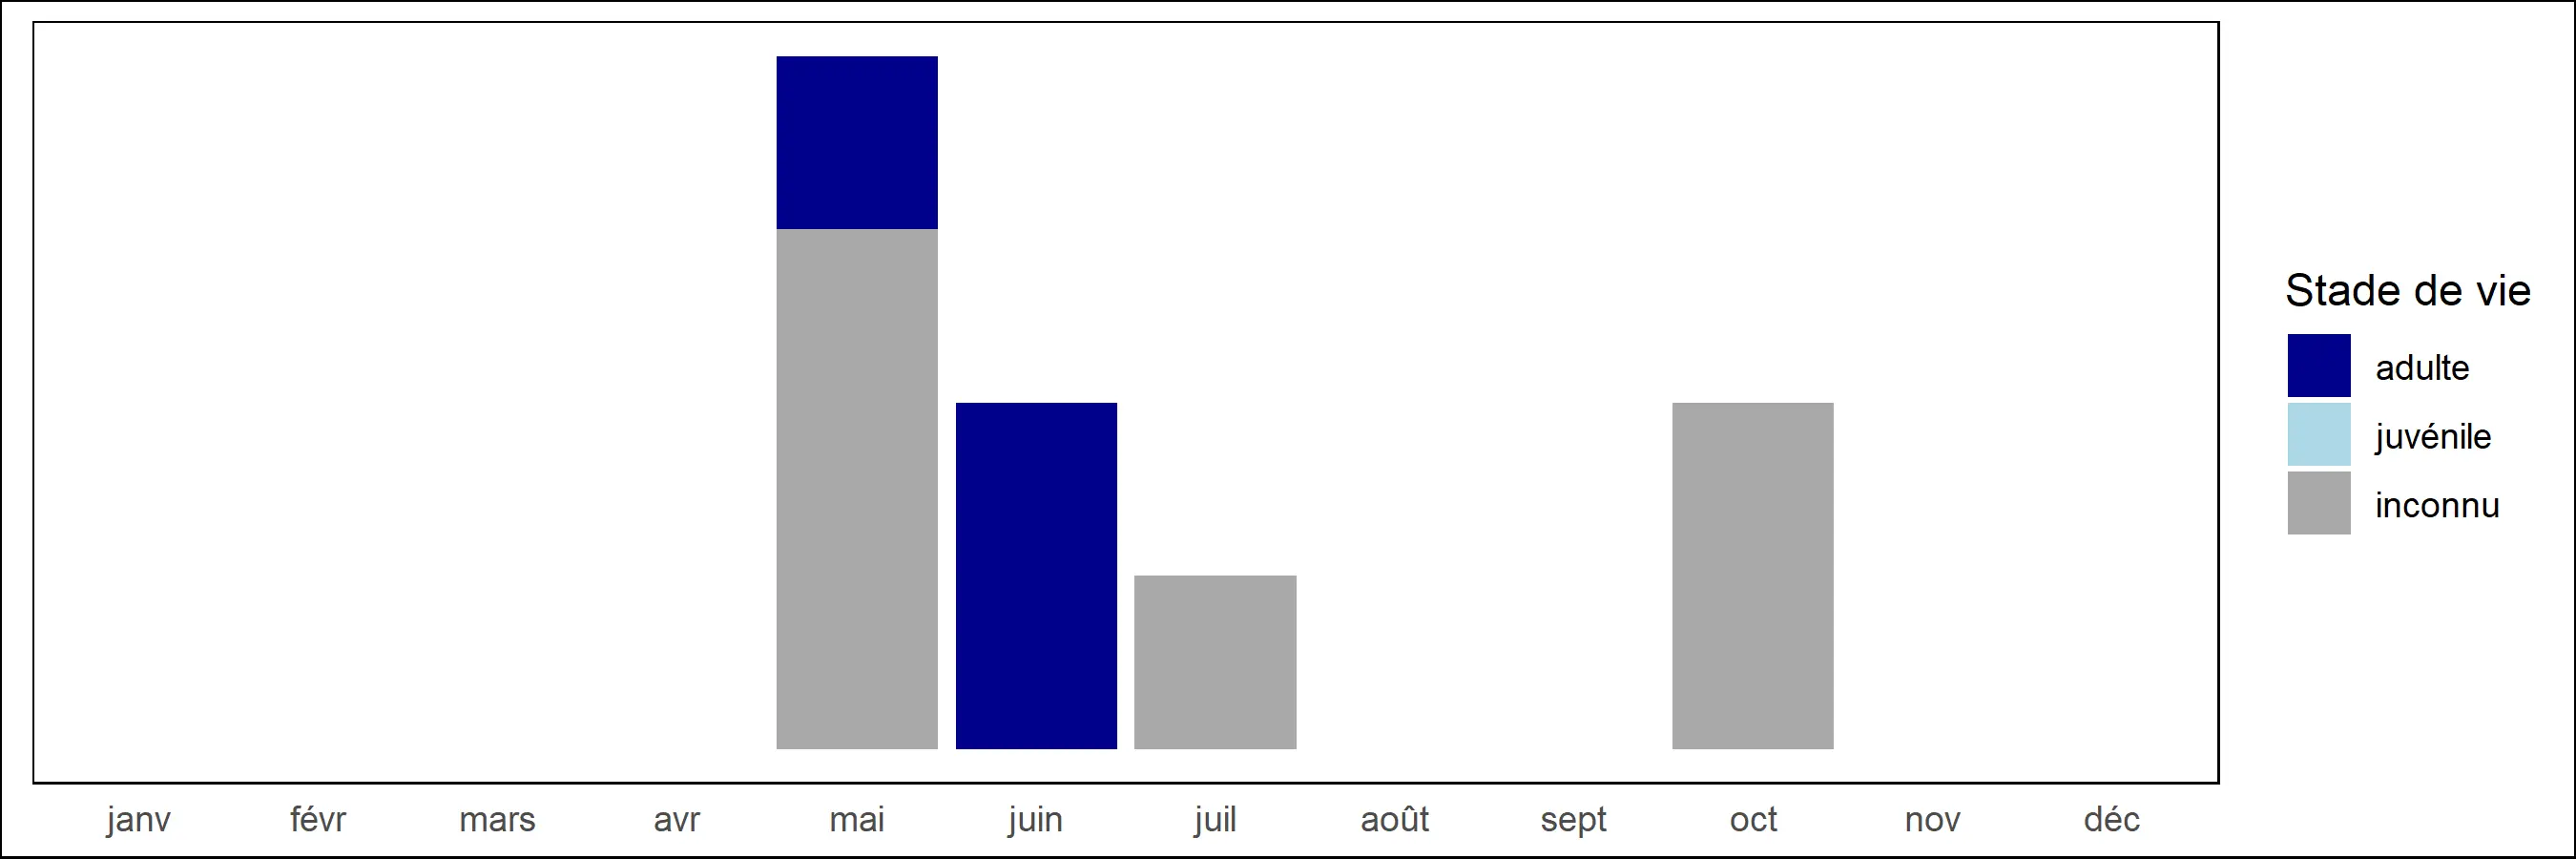 Stade de vie
adulte
juvénile
inconnu
janv févr mars avr mai juin juil août sept oct nov déc